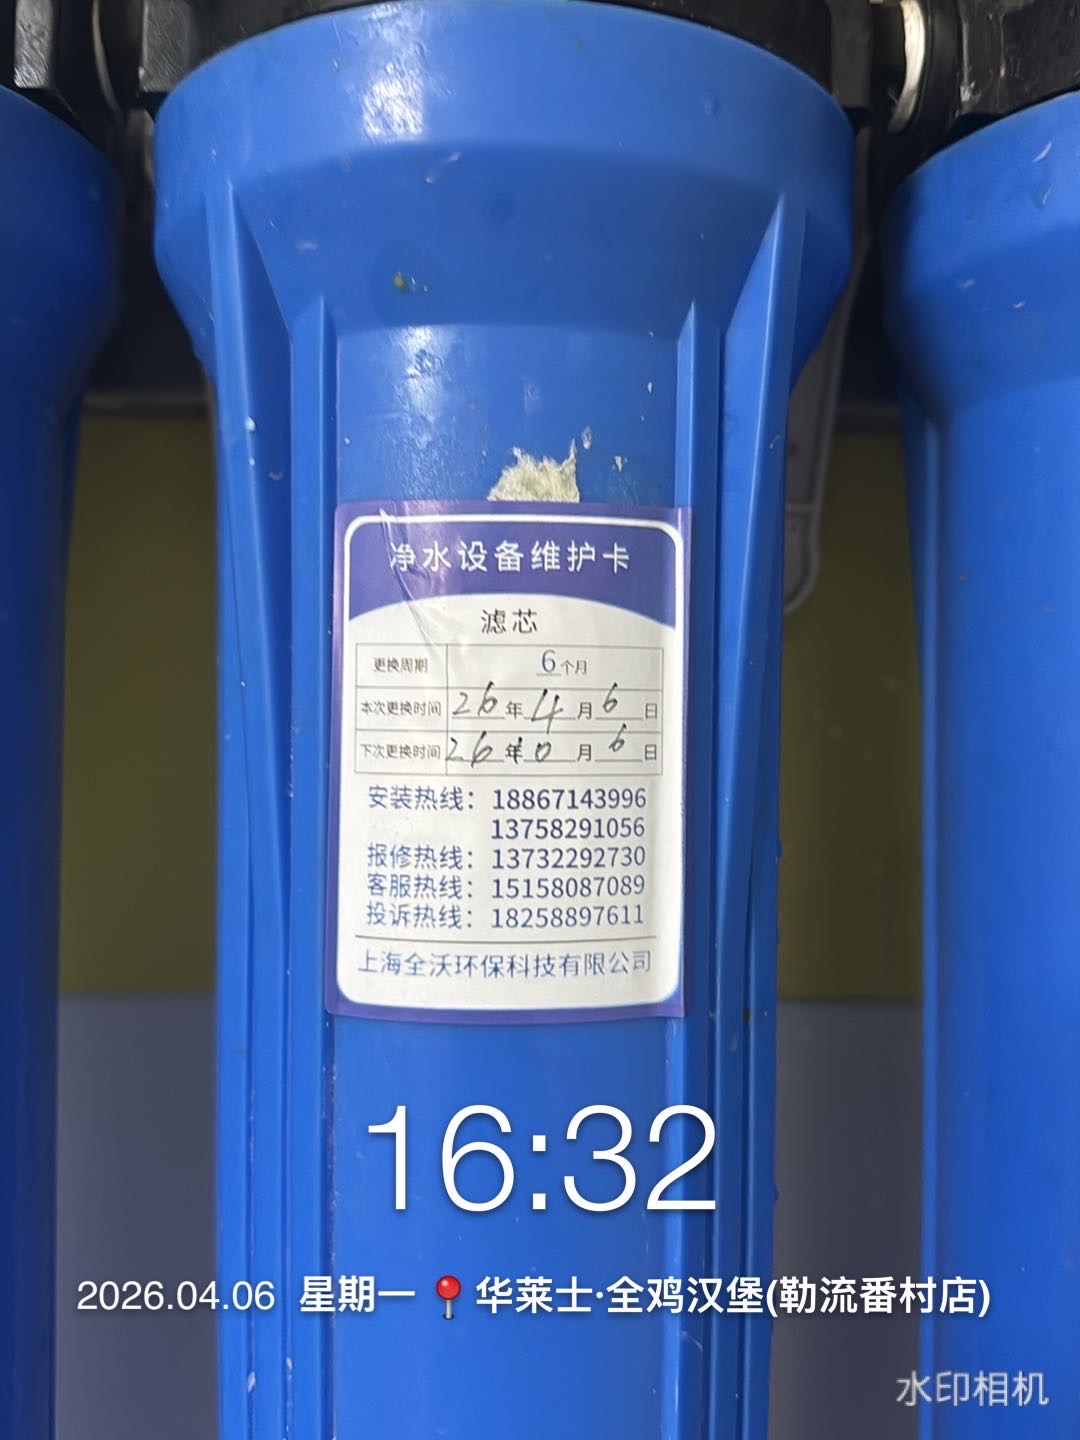 净水设备维护卡
滤芯
更换周期 6个月
本次更换时间 26年4月6日
下次更换时间 26年10月6日
安装热线：18867143996
13758291056
报修热线：13732292730
客服热线：15158087089
投诉热线：18258897611
上海全沃环保科技有限公司
16:32
2026.04.06 星期一 📍 华莱士·全鸡汉堡(勒流番村店)
水印相机